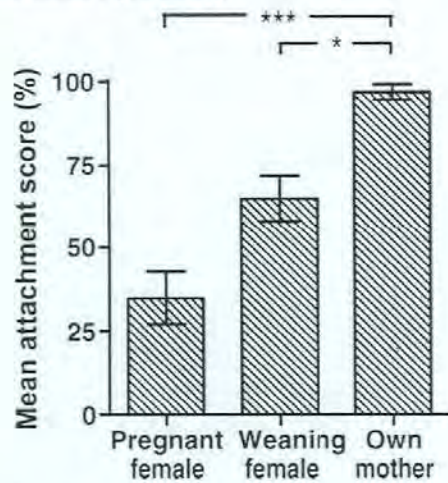 ***
*
Mean attachment score (%)
100
75
50
25
0
Pregnant female
Weaning female
Own mother